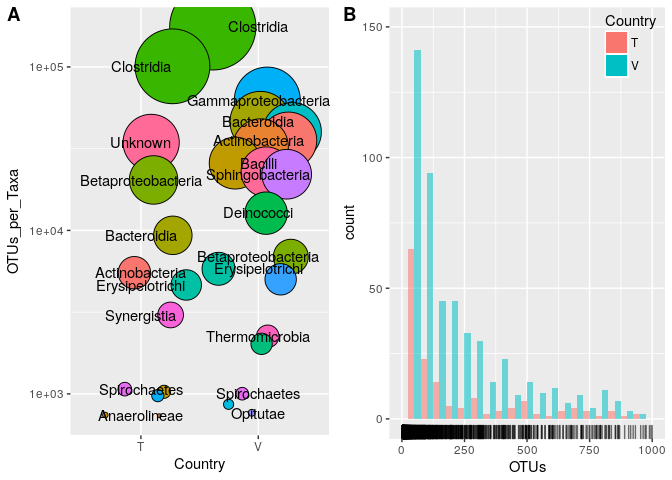 A
OTUs_per_Taxa
1e+05
1e+04
1e+03
Clostridia
Clostridia
Gammaproteobacteria
Bacteroidia
Actinobacteria
Unknown
Bacilli
Sphingobacteria
Betaproteobacteria
Deinococci
Bacteroidia
Betaproteobacteria
Erysipelotrichi
Actinobacteria
Erysipelotrichi
Synergistia
Thermomicrobia
Spirochaetes
Spirochaetes
Anaerolineae
Opitutae
T
V
Country
B
count
150
100
50
0
Country
T
V
0
250
500
750
1000
OTUs